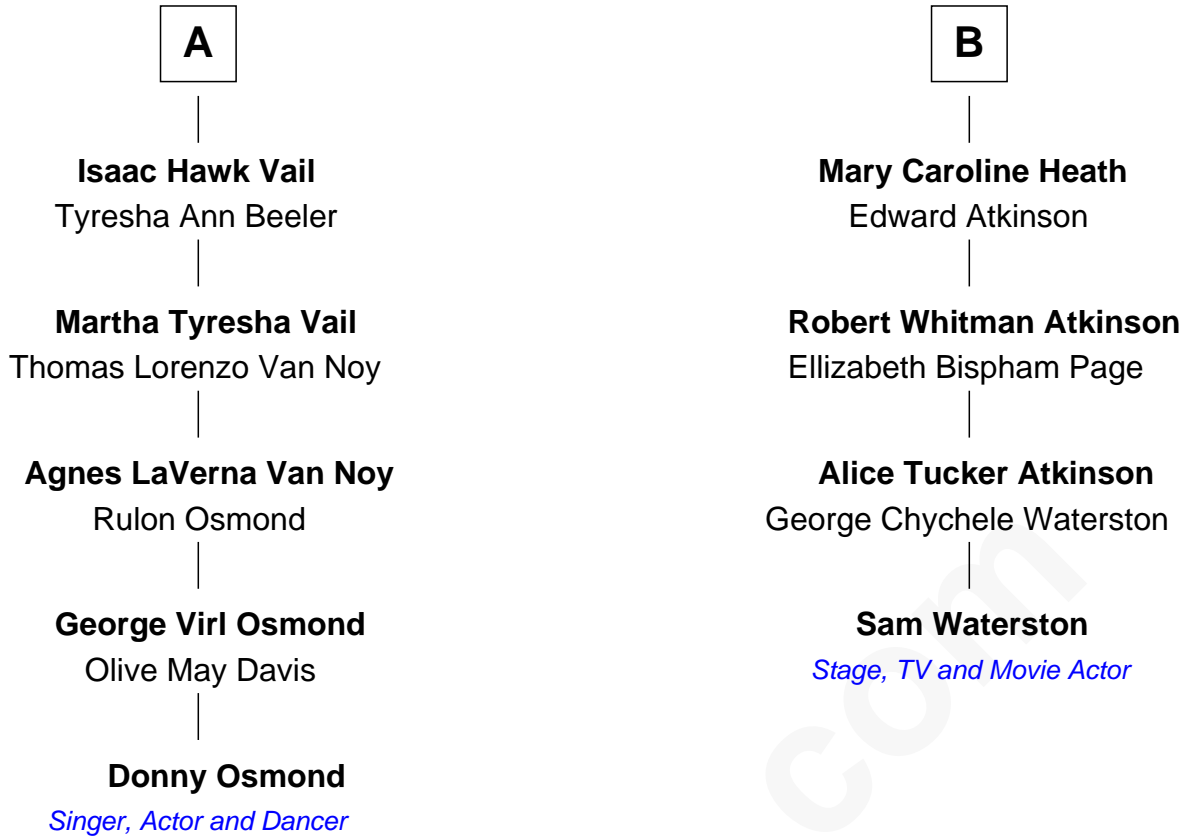 A
Isaac Hawk Vail
Tyresha Ann Beeler
Martha Tyresha Vail
Thomas Lorenzo Van Noy
Agnes LaVerna Van Noy
Rulon Osmond
George Virl Osmond
Olive May Davis
Donny Osmond
Singer, Actor and Dancer
B
Mary Caroline Heath
Edward Atkinson
Robert Whitman Atkinson
Ellizabeth Bispham Page
Alice Tucker Atkinson
George Chychele Waterston
Sam Waterston
Stage, TV and Movie Actor
com